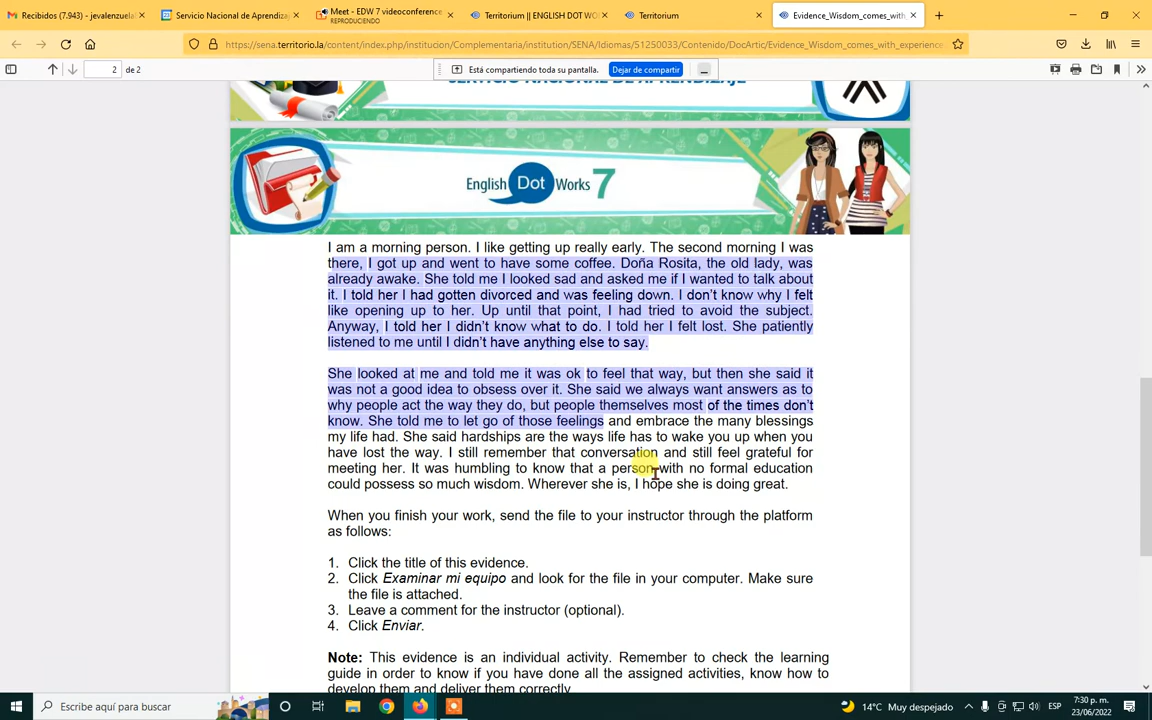 Recibidos (7.943) - jevalenzuel
Servicio Nacional de Aprendizaj
Meet - EDW 7 videoconference
REPRODUCIENDO
Territorium || ENGLISH DOT WO
Territorium
Evidence_Wisdom_comes_with_
https://sena.territorio.la/content/index.php/institucion/Complementaria/institution/SENA/Idiomas/51250033/Contenido/DocArtic/Evidence_Wisdom_comes_with_experience
2
de 2
Está compartiendo toda su pantalla.
Dejar de compartir
SERVICIO NACIONAL DE APRENDIZAJE
English Dot Works 7
I am a morning person. I like getting up really early. The second morning I was
there, I got up and went to have some coffee. Doña Rosita, the old lady, was
already awake. She told me I looked sad and asked me if I wanted to talk about
it. I told her I had gotten divorced and was feeling down. I don't know why I felt
like opening up to her. Up until that point, I had tried to avoid the subject.
Anyway, I told her I didn't know what to do. I told her I felt lost. She patiently
listened to me until I didn't have anything else to say.
She looked at me and told me it was ok to feel that way, but then she said it
was not a good idea to obsess over it. She said we always want answers as to
why people act the way they do, but people themselves most of the times don't
know. She told me to let go of those feelings and embrace the many blessings
my life had. She said hardships are the ways life has to wake you up when you
have lost the way. I still remember that conversation and still feel grateful for
meeting her. It was humbling to know that a person with no formal education
could possess so much wisdom. Wherever she is, I hope she is doing great.
When you finish your work, send the file to your instructor through the platform
as follows:
1. Click the title of this evidence.
2. Click Examinar mi equipo and look for the file in your computer. Make sure
the file is attached.
3. Leave a comment for the instructor (optional).
4. Click Enviar.
Note: This evidence is an individual activity. Remember to check the learning
guide in order to know if you have done all the assigned activities, know how to
develop them and deliver them correctly.
Escribe aquí para buscar
14°C Muy despejado
ESP
7:30 p. m.
23/06/2022